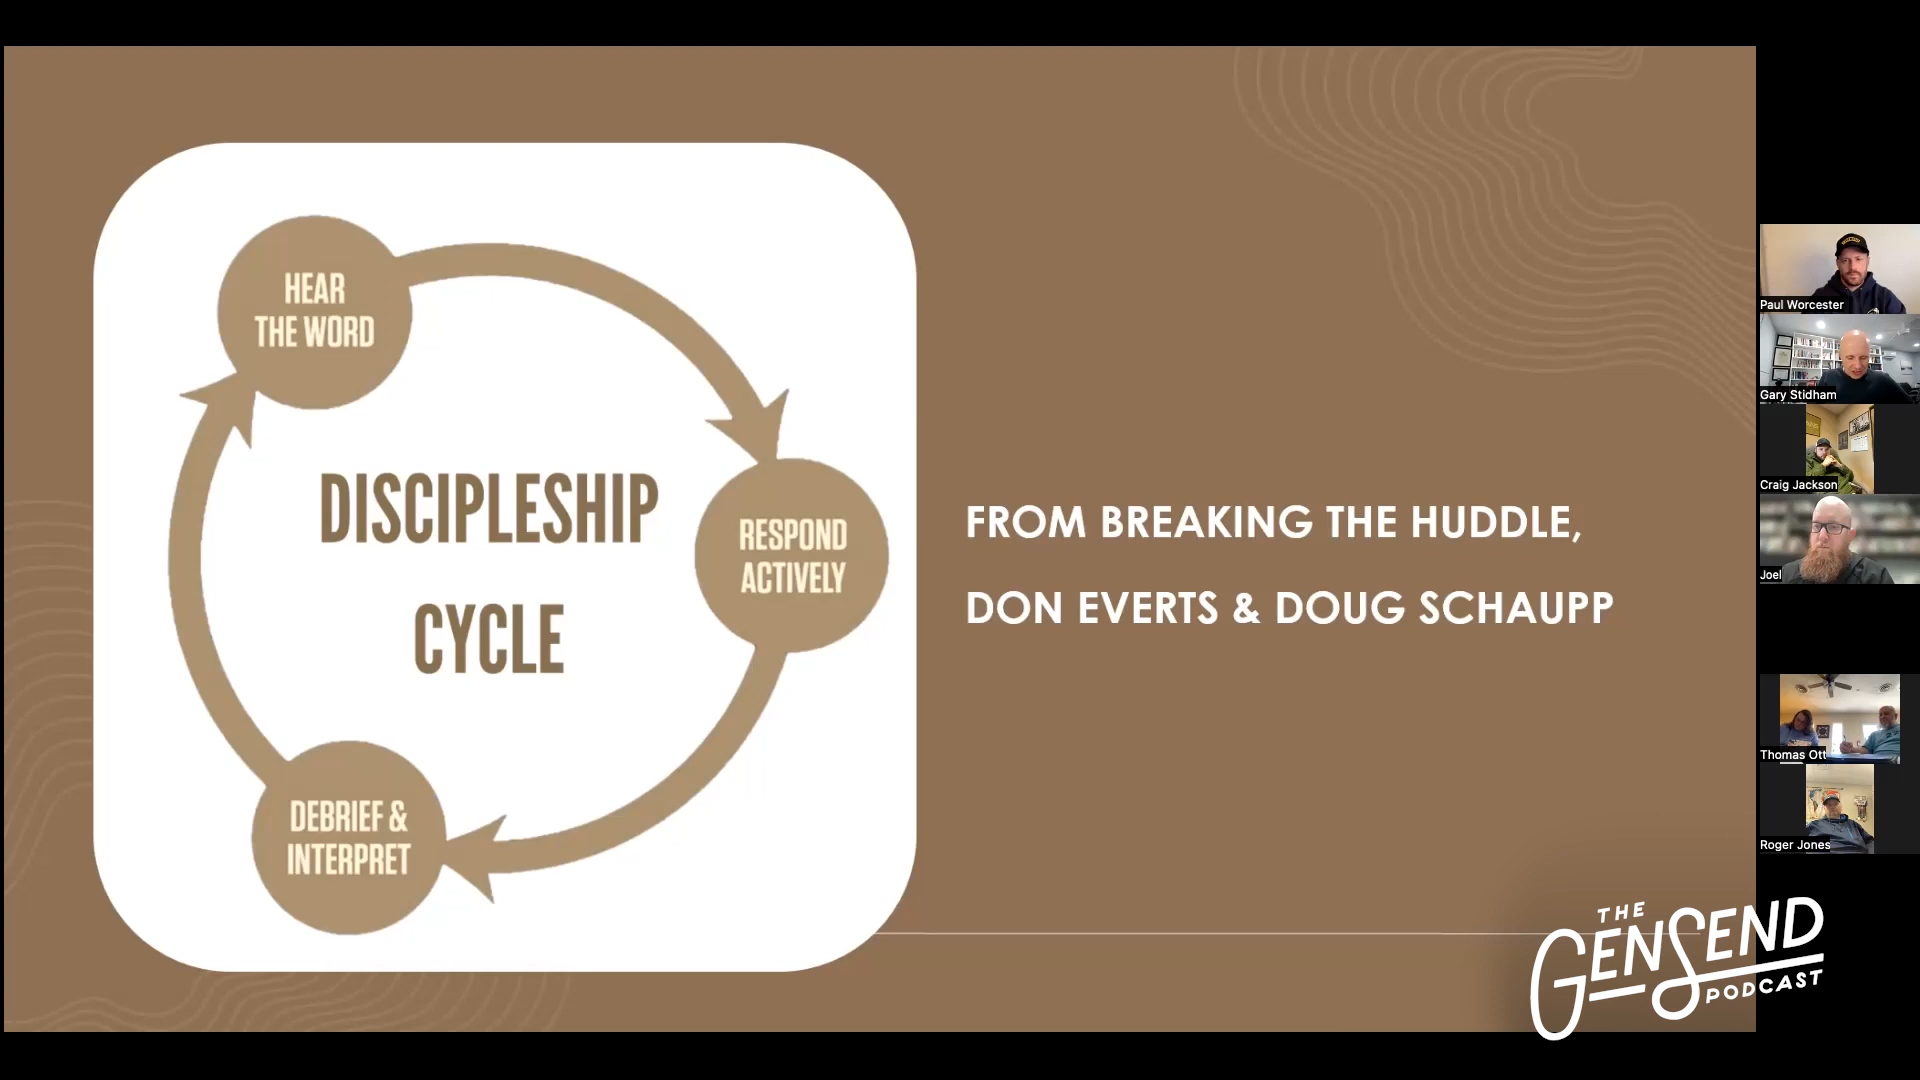 HEAR
THE WORD
DISCIPLESHIP
CYCLE
RESPOND
ACTIVELY
DEBRIEF &
INTERPRET
FROM BREAKING THE HUDDLE,
DON EVERTS & DOUG SCHAUPP
Paul Worcester
Gary Stidham
Craig Jackson
Joel
Thomas Ott
Roger Jones
THE
GENSEND
PODCAST